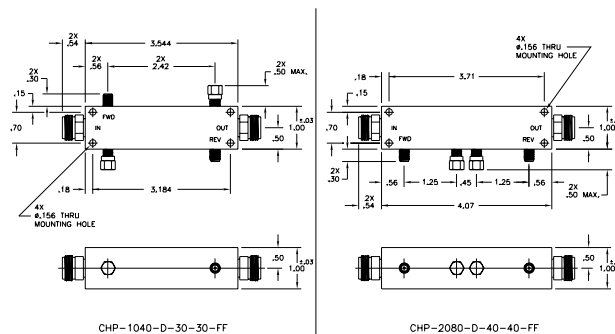 2X
.54
3.544
2X
.56
2X
2.42
2X
.50 MAX.
2X
.30
.15
FWD
IN
OUT
REV
.70
1.00
±.03
.50
.18
3.184
4X
ø.156 THRU
MOUNTING HOLE
.50
1.00
±.03
CHP-1040-D-30-30-FF
4X
ø.156 THRU
MOUNTING HOLE
.18
3.71
.15
IN
OUT
FWD
REV
.70
.50
1.00
±.03
2X
.30
.56
1.25
.45
1.25
.56
2X
.54
4.07
2X
.50 MAX.
.50
1.00
±.03
CHP-2080-D-40-40-FF